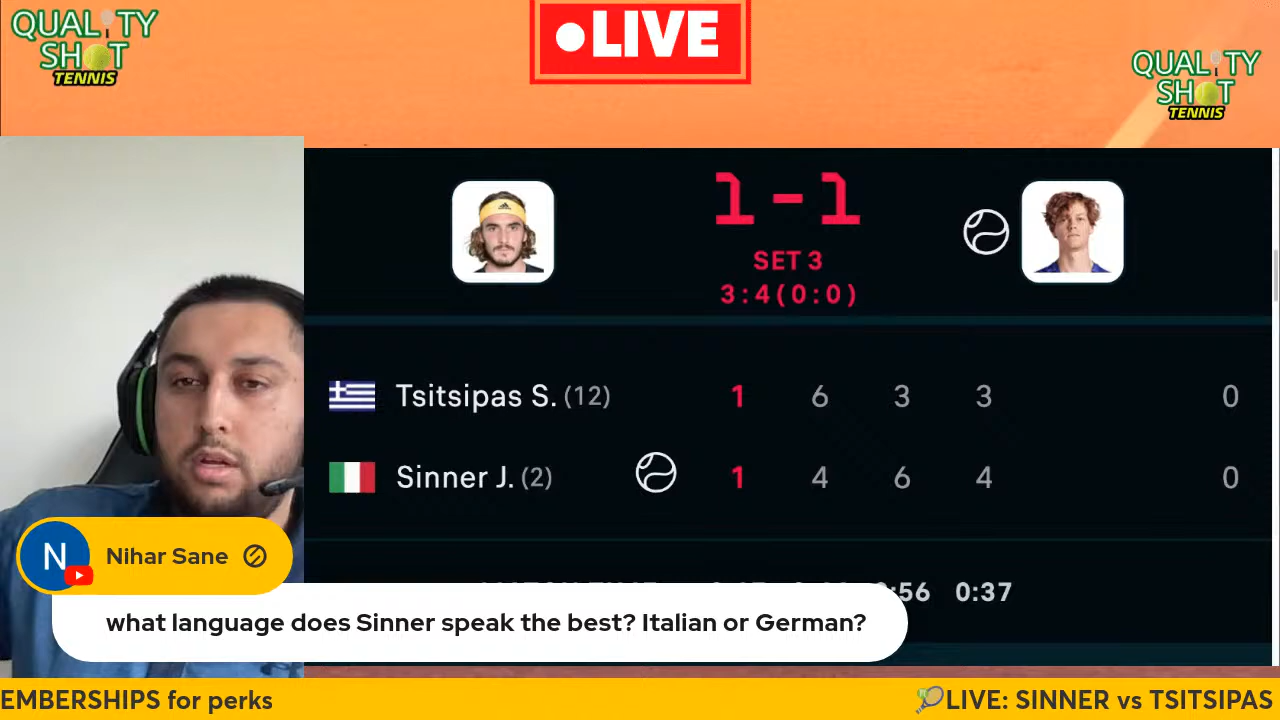 QUALITY
SHOT
TENNIS
LIVE
QUALITY
SHOT
TENNIS
1-1
SET 3
3:4(0:0)
Tsitsipas S. (12) 1 6 3 3 0
Sinner J. (2) 1 4 6 4 0
:56 0:37
N Nihar Sane
what language does Sinner speak the best? Italian or German?
EMBERSHIPS for perks
LIVE: SINNER vs TSITSIPAS